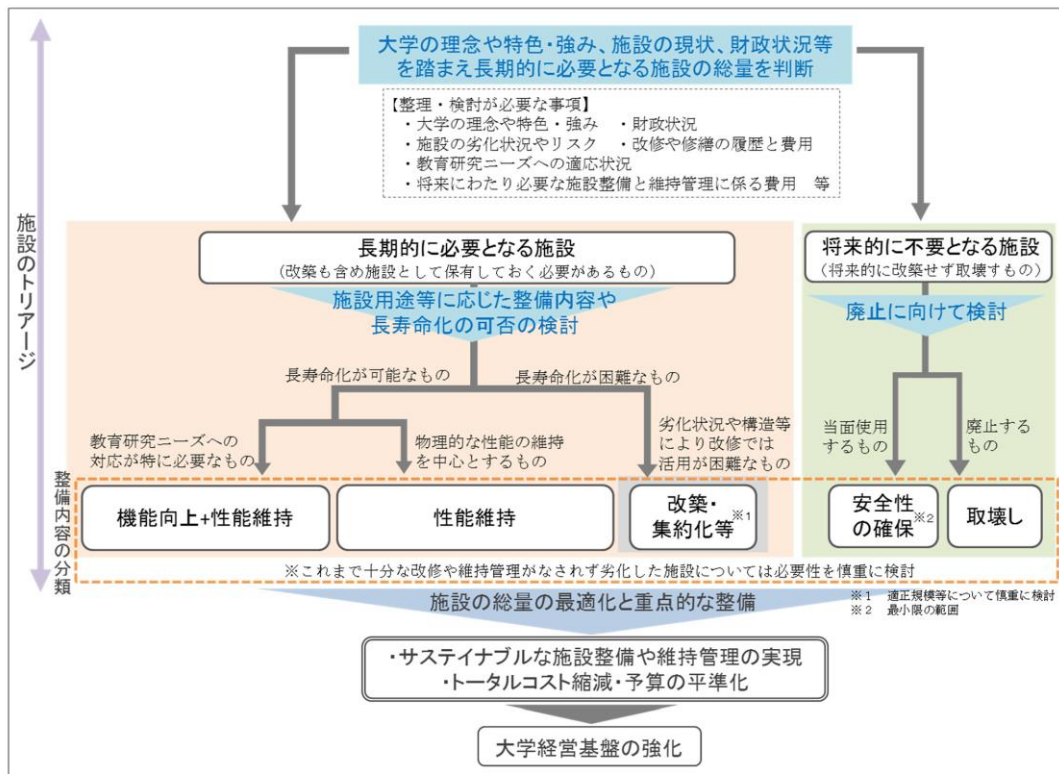 大学の理念や特色・強み、施設の現状、財政状況等
を踏まえ長期的に必要となる施設の総量を判断
【整理・検討が必要な事項】
・大学の理念や特色・強み　・財政状況
・施設の劣化状況やリスク　・改修や修繕の履歴と費用
・教育研究ニーズへの適応状況
・将来にわたり必要な施設整備と維持管理に係る費用　等
施設のトリアージ
長期的に必要となる施設
(改築も含め施設として保有しておく必要があるもの)
施設用途等に応じた整備内容や
長寿命化の可否の検討
将来的に不要となる施設
(将来的に改築せず取壊すもの)
廃止に向けて検討
長寿命化が可能なもの
長寿命化が困難なもの
教育研究ニーズへの
対応が特に必要なもの
物理的な性能の維持
を中心とするもの
劣化状況や構造等
により改修では
活用が困難なもの
当面使用
するもの
廃止する
もの
整備内容の分類
機能向上+性能維持
性能維持
改築・
集約化等※1
安全性
の確保※2
取壊し
※これまで十分な改修や維持管理がなされず劣化した施設については必要性を慎重に検討
施設の総量の最適化と重点的な整備
※１　適正規模等について慎重に検討
※２　最小限の範囲
・サステイナブルな施設整備や維持管理の実現
・トータルコスト縮減・予算の平準化
大学経営基盤の強化